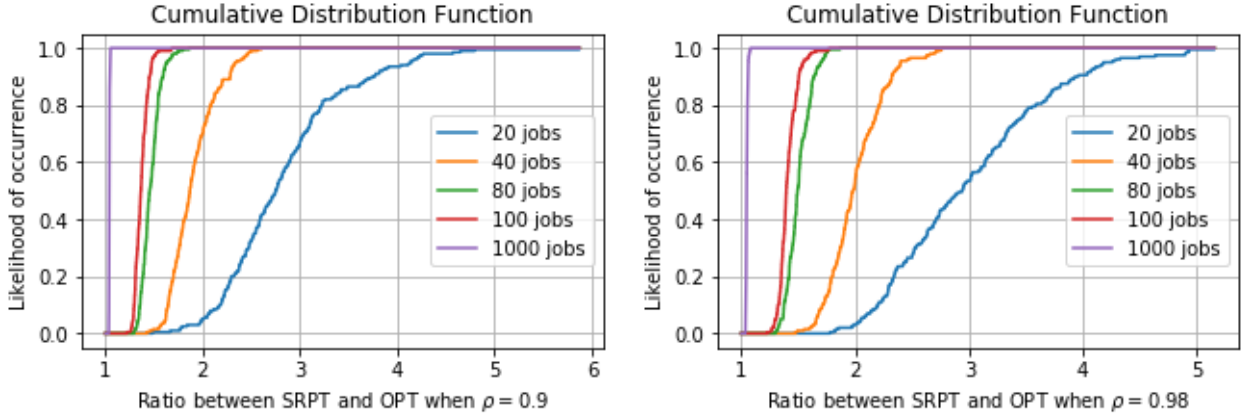 Cumulative Distribution Function
1.0
0.8
0.6
0.4
0.2
0.0
Likelihood of occurrence
20 jobs
40 jobs
80 jobs
100 jobs
1000 jobs
1 2 3 4 5 6
Ratio between SRPT and OPT when ρ = 0.9
Cumulative Distribution Function
1.0
0.8
0.6
0.4
0.2
0.0
Likelihood of occurrence
20 jobs
40 jobs
80 jobs
100 jobs
1000 jobs
1 2 3 4 5
Ratio between SRPT and OPT when ρ = 0.98